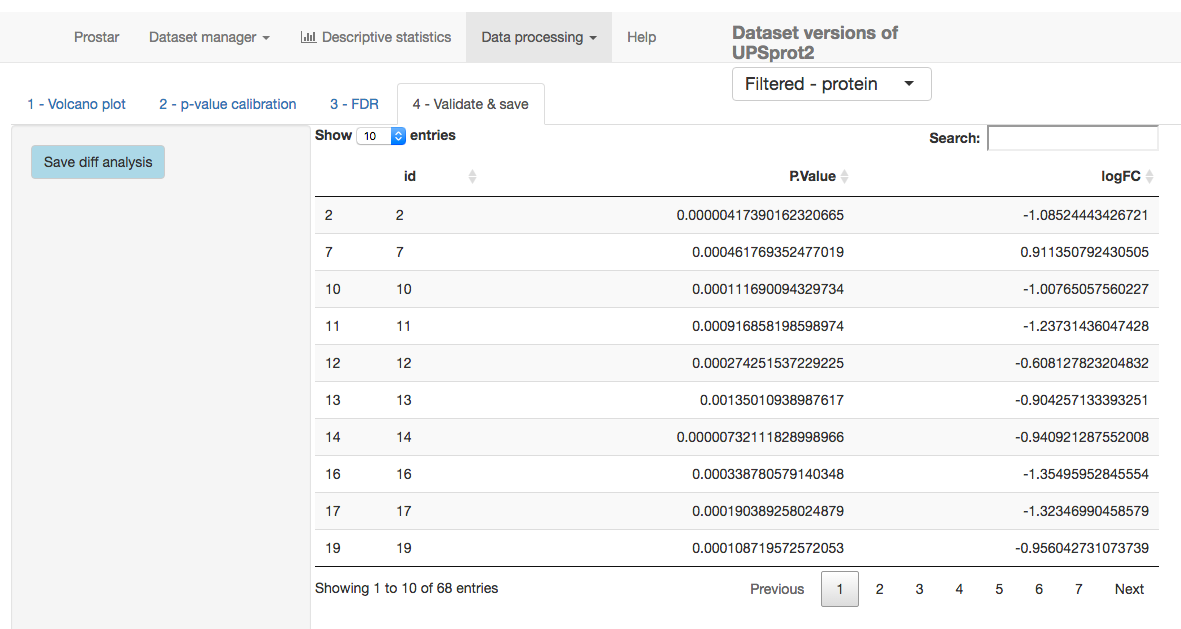 Prostar Dataset manager Descriptive statistics Data processing Help
Dataset versions of
UPSprot2
Filtered - protein
1 - Volcano plot 2 - p-value calibration 3 - FDR 4 - Validate & save
Save diff analysis
Show 10 entries
Search:
id P.Value logFC
2 2 0.00000417390162320665 -1.08524443426721
7 7 0.000461769352477019 0.911350792430505
10 10 0.000111690094329734 -1.00765057560227
11 11 0.000916858198598974 -1.23731436047428
12 12 0.000274251537229225 -0.608127823204832
13 13 0.00135010938987617 -0.904257133393251
14 14 0.00000732111828998966 -0.940921287552008
16 16 0.000338780579140348 -1.35495952845554
17 17 0.000190389258024879 -1.32346990458579
19 19 0.000108719572572053 -0.956042731073739
Showing 1 to 10 of 68 entries
Previous 1 2 3 4 5 6 7 Next